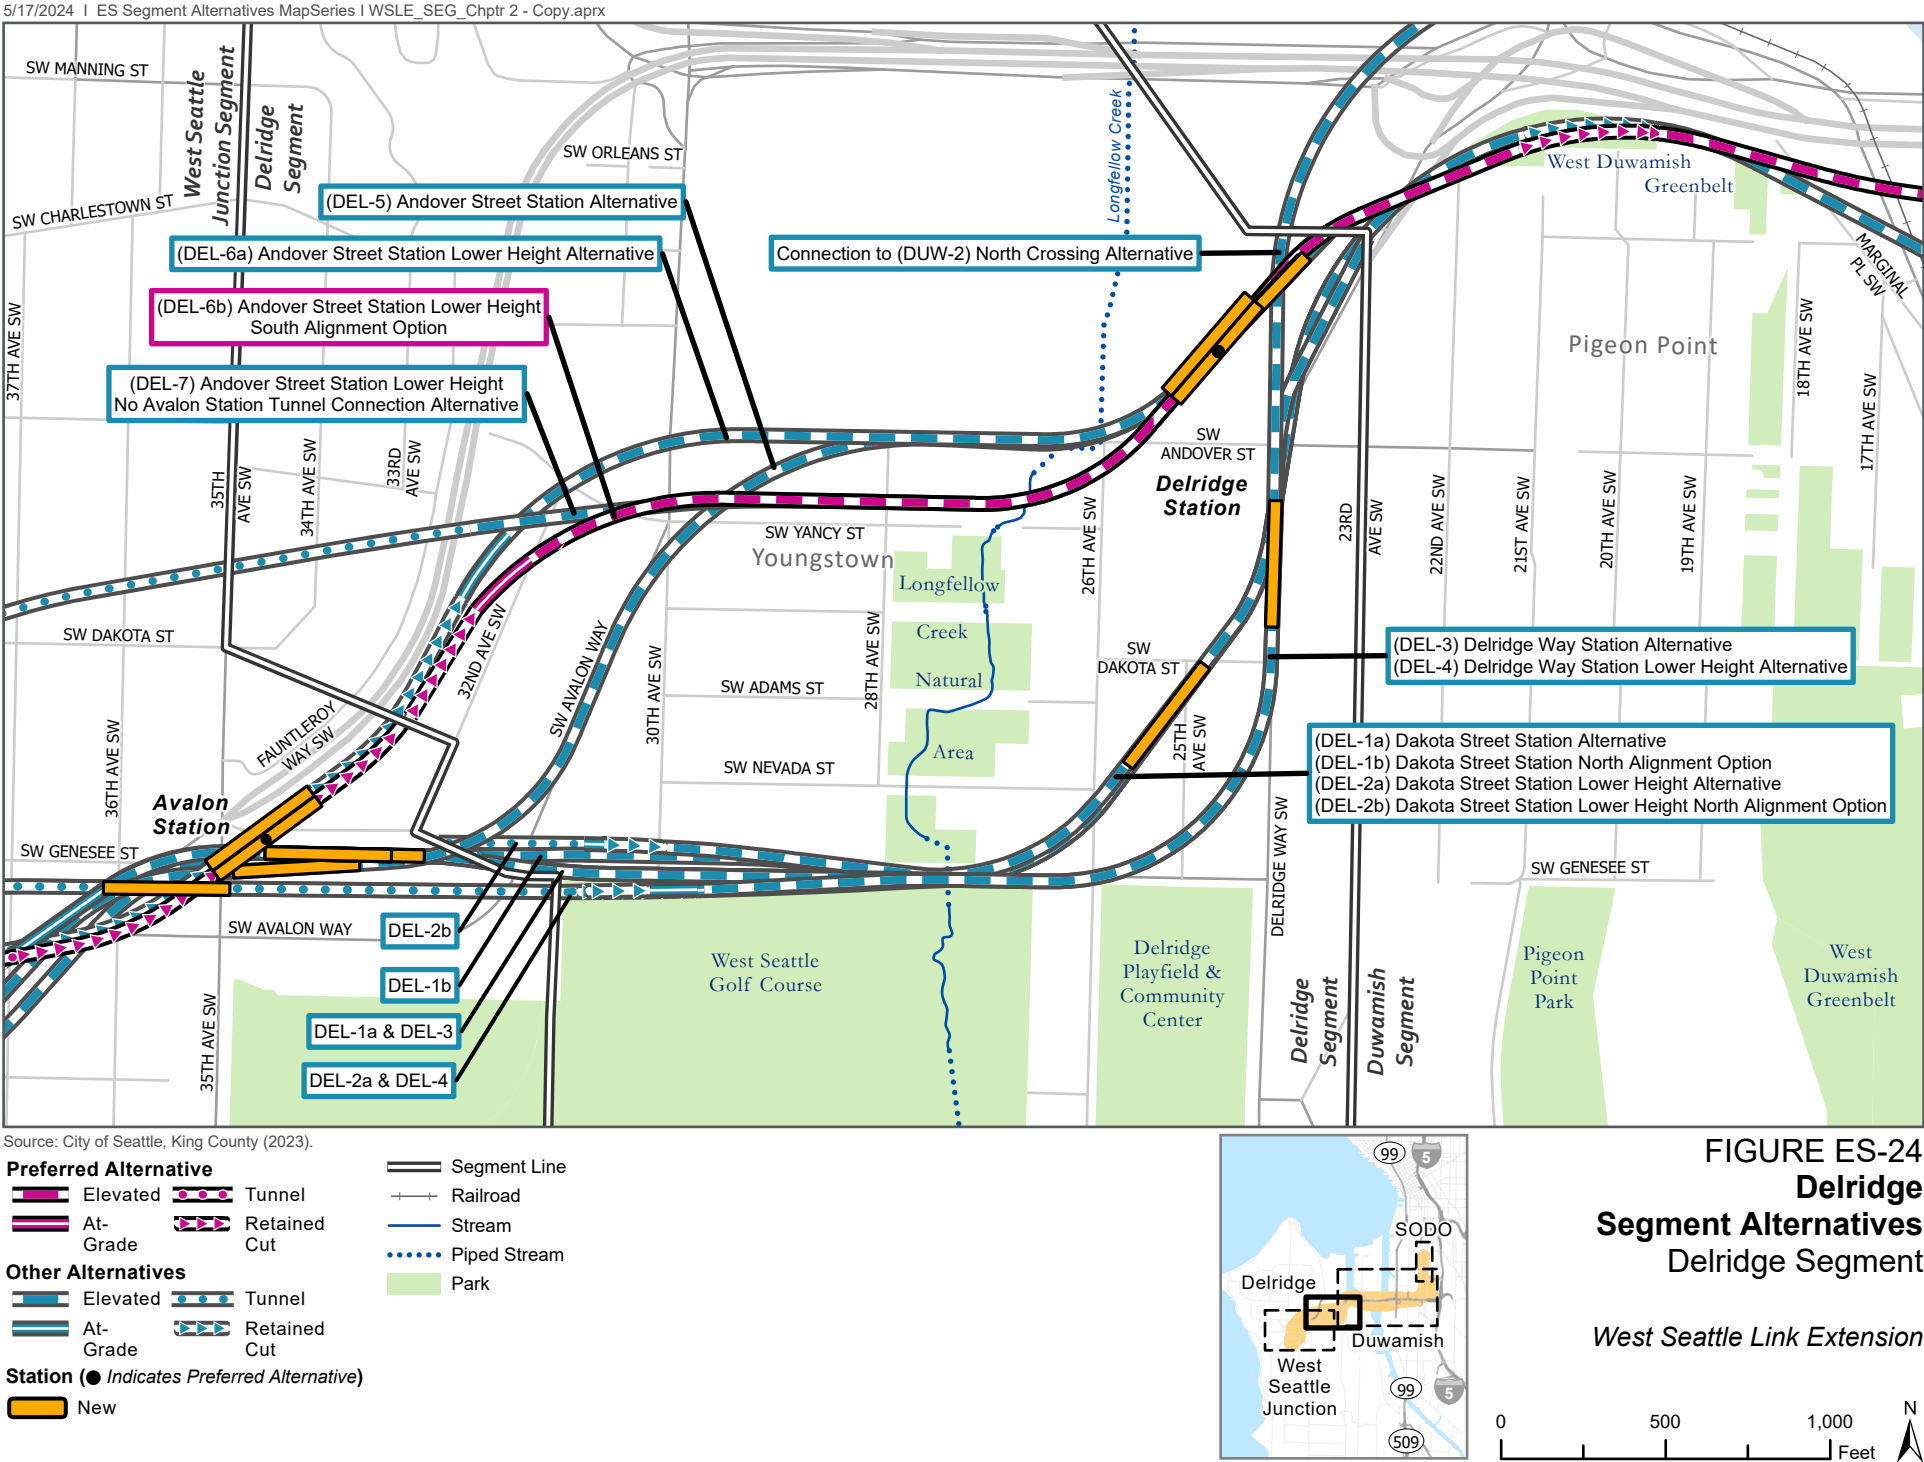 5/17/2024 I ES Segment Alternatives MapSeries I WSLE_SEG_Chptr 2 - Copy.aprx
SW MANNING ST
West Seattle
Junction Segment
Delridge
Segment
SW ORLEANS ST
Longfellow Creek
SW CHARLESTOWN ST
West Duwamish
Greenbelt
(DEL-5) Andover Street Station Alternative
(DEL-6a) Andover Street Station Lower Height Alternative
Connection to (DUW-2) North Crossing Alternative
MARGINAL
PL SW
(DEL-6b) Andover Street Station Lower Height
South Alignment Option
37TH AVE SW
Pigeon Point
18TH AVE SW
17TH AVE SW
(DEL-7) Andover Street Station Lower Height
No Avalon Station Tunnel Connection Alternative
35TH
AVE SW
34TH AVE SW
33RD
AVE SW
SW
ANDOVER ST
Delridge
Station
23RD
AVE SW
22ND AVE SW
21ST AVE SW
20TH AVE SW
19TH AVE SW
SW YANCY ST
Youngstown
26TH AVE SW
Longfellow
Creek
Natural
Area
SW DAKOTA ST
32ND AVE SW
SW AVALON WAY
30TH AVE SW
28TH AVE SW
SW
DAKOTA ST
(DEL-3) Delridge Way Station Alternative
(DEL-4) Delridge Way Station Lower Height Alternative
SW ADAMS ST
25TH
AVE SW
FAUNTLEROY
WAY SW
36TH AVE SW
SW NEVADA ST
(DEL-1a) Dakota Street Station Alternative
(DEL-1b) Dakota Street Station North Alignment Option
(DEL-2a) Dakota Street Station Lower Height Alternative
(DEL-2b) Dakota Street Station Lower Height North Alignment Option
Avalon
Station
SW GENESEE ST
DELRIDGE WAY SW
SW GENESEE ST
SW AVALON WAY
DEL-2b
DEL-1b
DEL-1a & DEL-3
DEL-2a & DEL-4
35TH AVE SW
West Seattle
Golf Course
Delridge
Playfield &
Community
Center
Delridge
Segment
Duwamish
Segment
Pigeon
Point
Park
West
Duwamish
Greenbelt
Source: City of Seattle, King County (2023).
Preferred Alternative
Elevated
Tunnel
At-
Grade
Retained
Cut
Other Alternatives
Elevated
Tunnel
At-
Grade
Retained
Cut
Station (● Indicates Preferred Alternative)
New
Segment Line
Railroad
Stream
Piped Stream
Park
99
5
SODO
Delridge
Duwamish
West
Seattle
Junction
99
5
509
FIGURE ES-24
Delridge
Segment Alternatives
Delridge Segment
West Seattle Link Extension
0 500 1,000
Feet
N